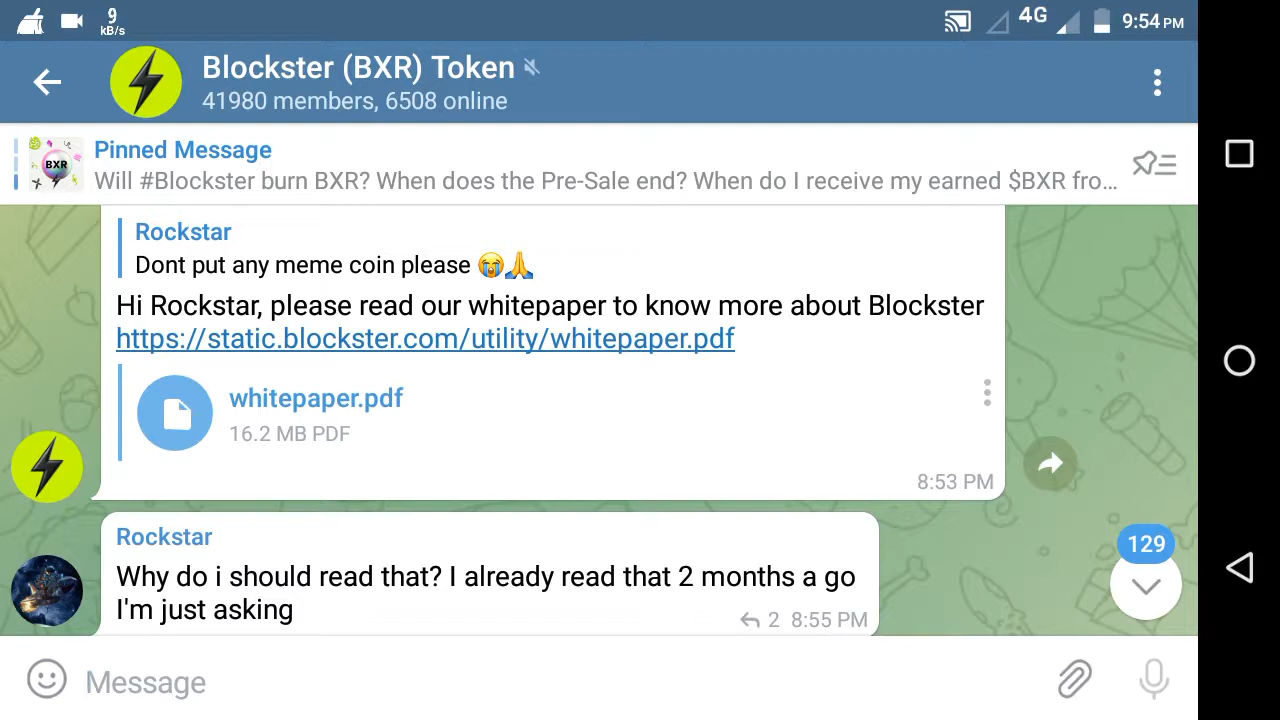 9
kB/s
4G
9:54 PM
Blockster (BXR) Token
41980 members, 6508 online
BXR
Pinned Message
Will #Blockster burn BXR? When does the Pre-Sale end? When do I receive my earned $BXR fro...
Rockstar
Dont put any meme coin please 😭🙏
Hi Rockstar, please read our whitepaper to know more about Blockster
https://static.blockster.com/utility/whitepaper.pdf
whitepaper.pdf
16.2 MB PDF
8:53 PM
Rockstar
Why do i should read that? I already read that 2 months a go
I'm just asking
2 8:55 PM
129
Message